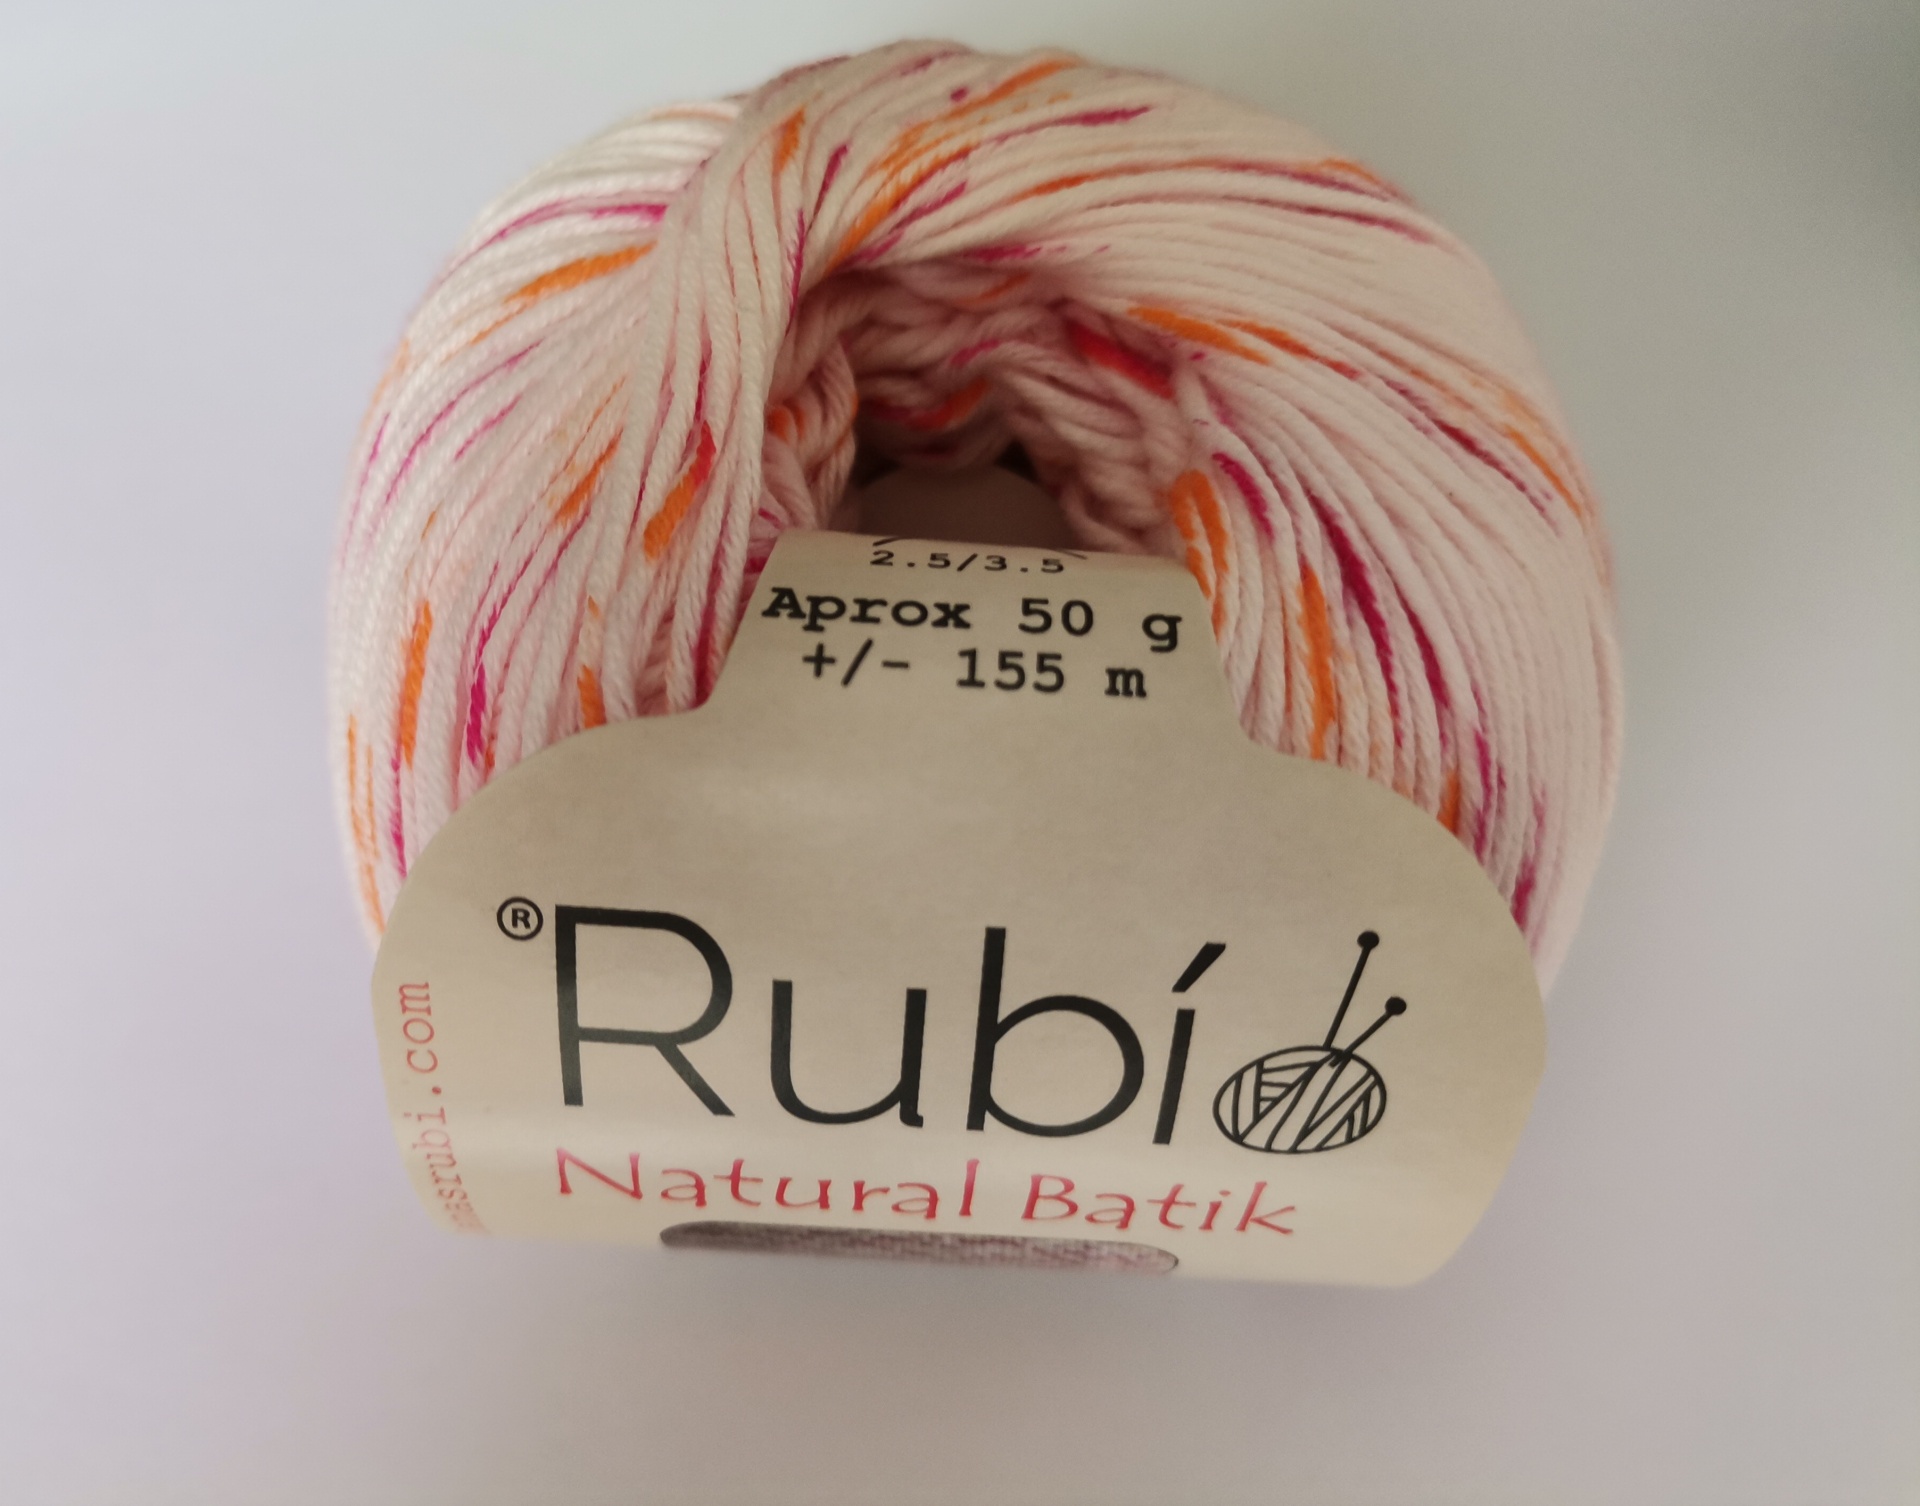 2.5/3.5
Aprox 50 g
+/- 155 m
®Rubí
Natural Batik